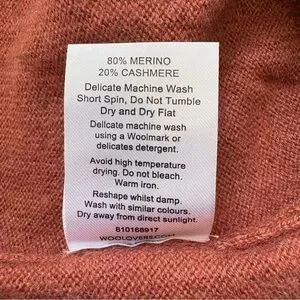 80% MERINO
20% CASHMERE
Delicate Machine Wash
Short Spin, Do Not Tumble
Dry and Dry Flat
Delicate machine wash
using a Woolmark or
delicates detergent.
Avoid high temperature
drying. Do not bleach.
Warm iron.
Reshape whilst damp.
Wash with similar colours.
Dry away from direct sunlight.
810168917
WOOLOVERS.COM